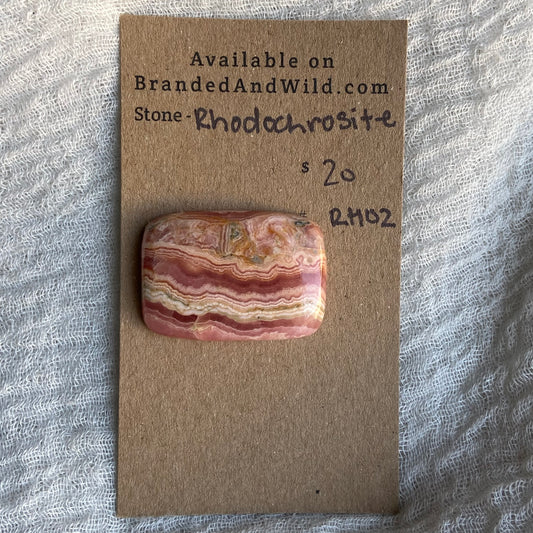 Available on
BrandedAndWild.com
Stone - Rhodochrosite
$ 20
# RH02